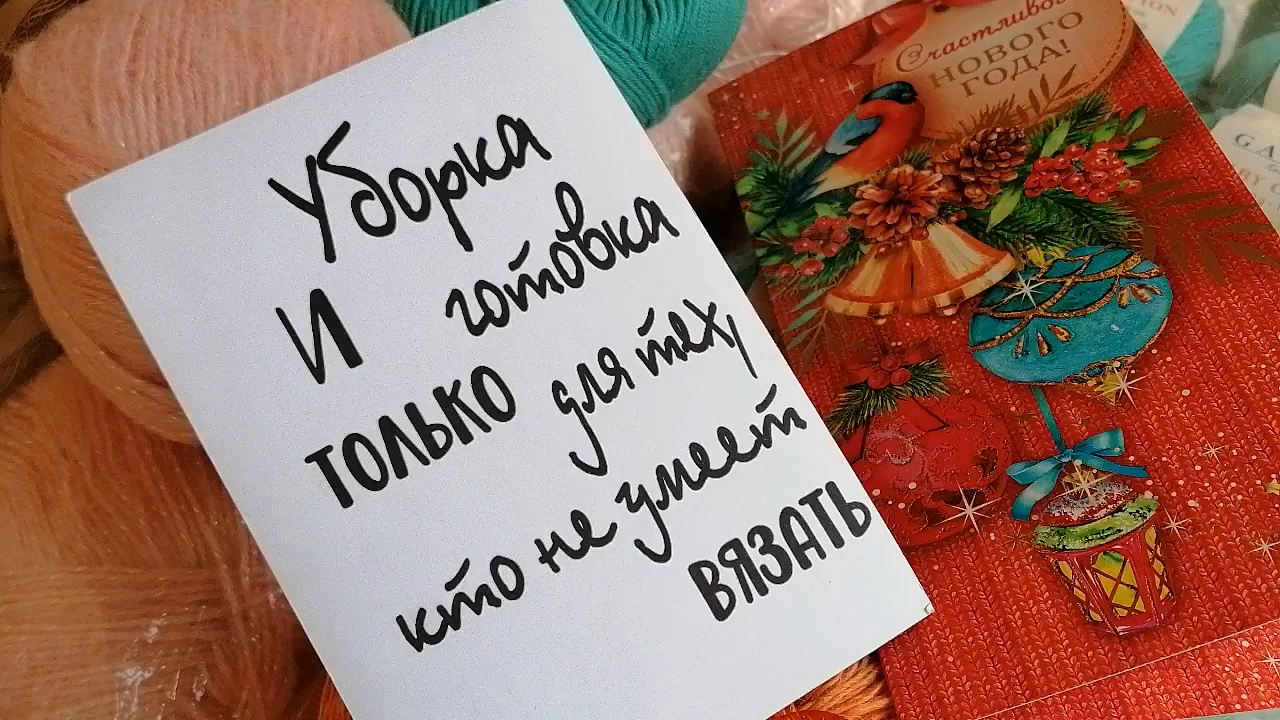 Уборка
и готовка
ТОЛЬКО для тех,
кто не умеет
ВЯЗАТЬ
Счастливого
НОВОГО
ГОДА!